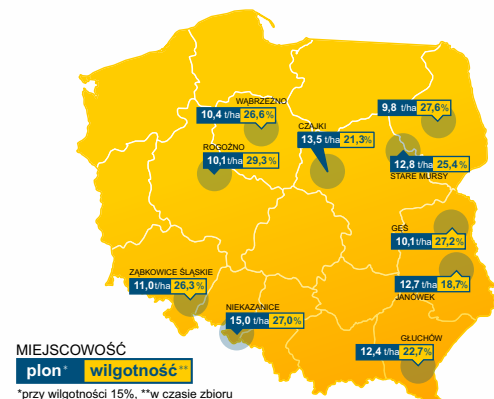 WĄBRZEŹNO
10,4 t/ha 26,6%
9,8 t/ha 27,6%
CZAJKI
13,5 t/ha 21,3%
ROGOŹNO
10,1 t/ha 29,3%
12,8 t/ha 25,4%
STARE MURSY
GĘŚ
10,1 t/ha 27,2%
ZĄBKOWICE ŚLĄSKIE
11,0 t/ha 26,3%
12,7 t/ha 18,7%
JANÓWEK
NIEKAZANICE
15,0 t/ha 27,0%
GŁUCHÓW
12,4 t/ha 22,7%
MIEJSCOWOŚĆ
plon* wilgotność**
*przy wilgotności 15%, **w czasie zbioru